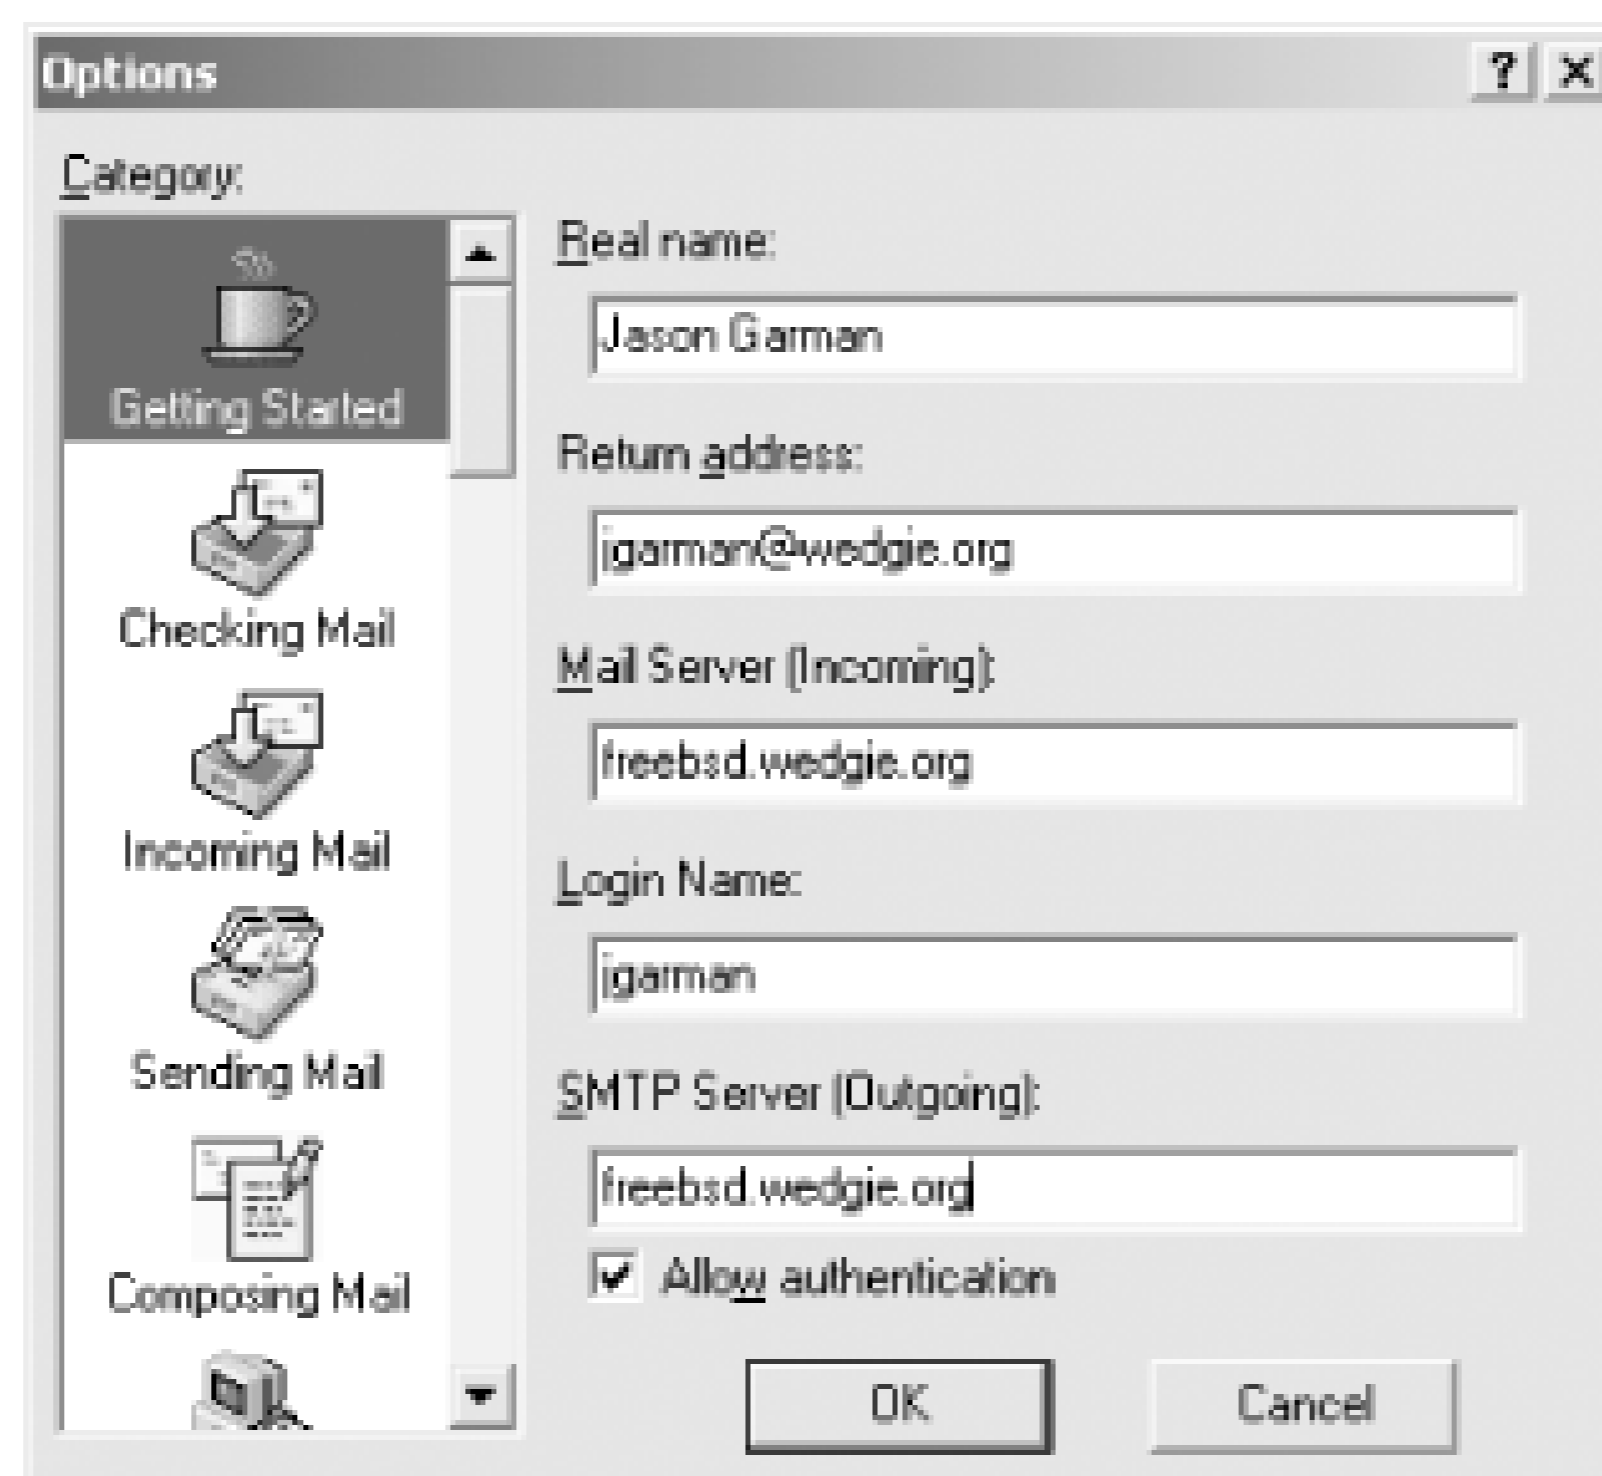 Options
Category:
Getting Started
Checking Mail
Incoming Mail
Sending Mail
Composing Mail
Real name:
Jason Garman
Return address:
jgarman@wedgie.org
Mail Server (Incoming):
freebsd.wedgie.org
Login Name:
jgarman
SMTP Server (Outgoing):
freebsd.wedgie.org
Allow authentication
OK
Cancel